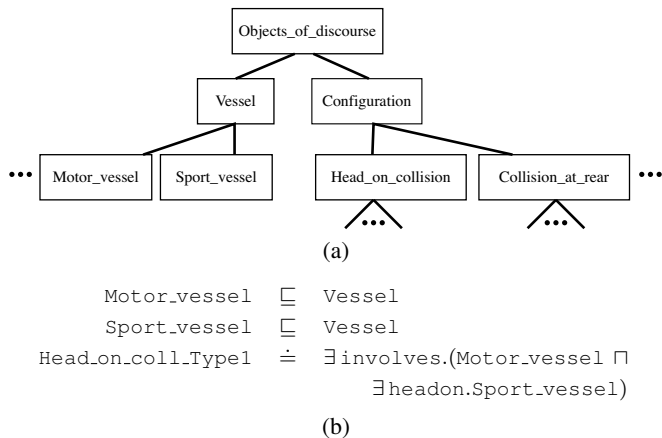 Objects_of_discourse
Vessel Configuration
••• Motor_vessel Sport_vessel Head_on_collision Collision_at_rear •••
••• •••
(a)
Motor_vessel ⊑ Vessel
Sport_vessel ⊑ Vessel
Head_on_coll_Type1 ≐ ∃involves.(Motor_vessel ⊓
∃headon.Sport_vessel)
(b)